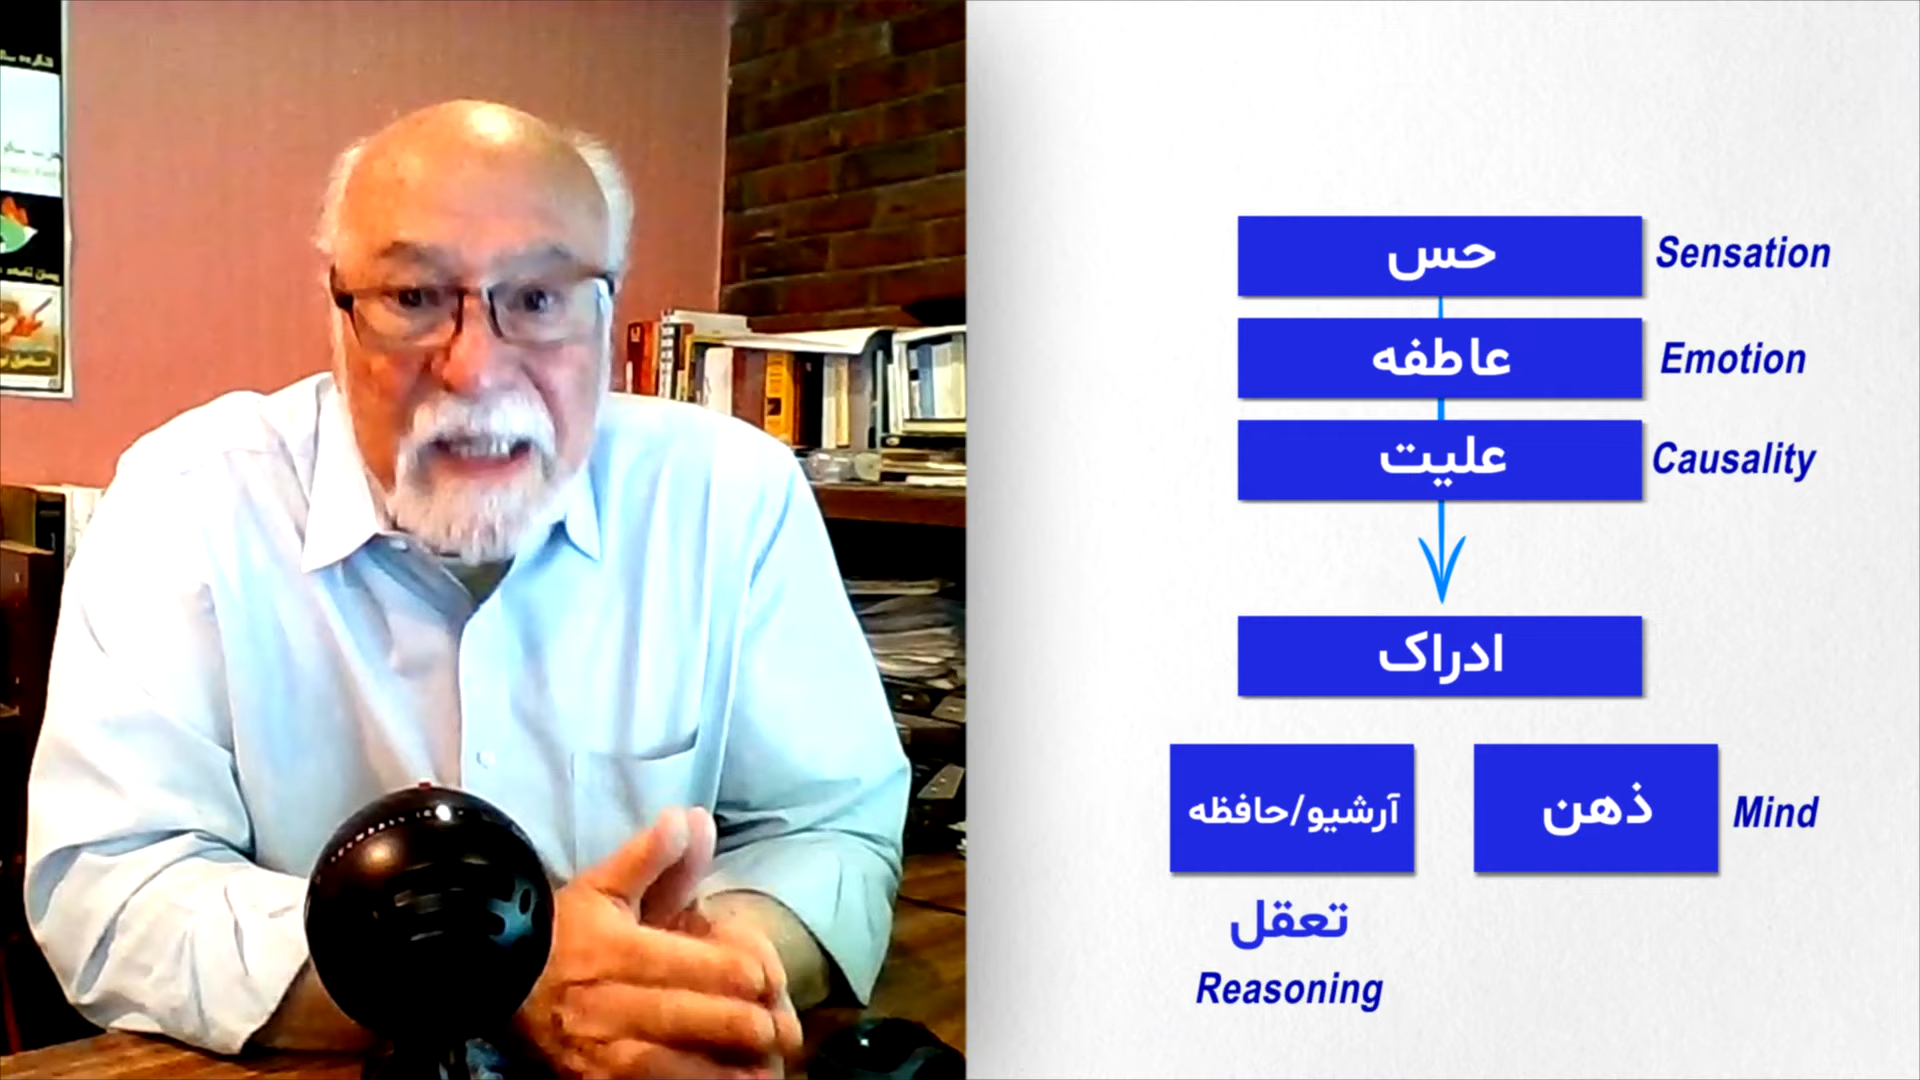 حس
Sensation
عاطفه
Emotion
علیت
Causality
ادراک
ذهن
Mind
آرشیو/حافظه
تعقل
Reasoning